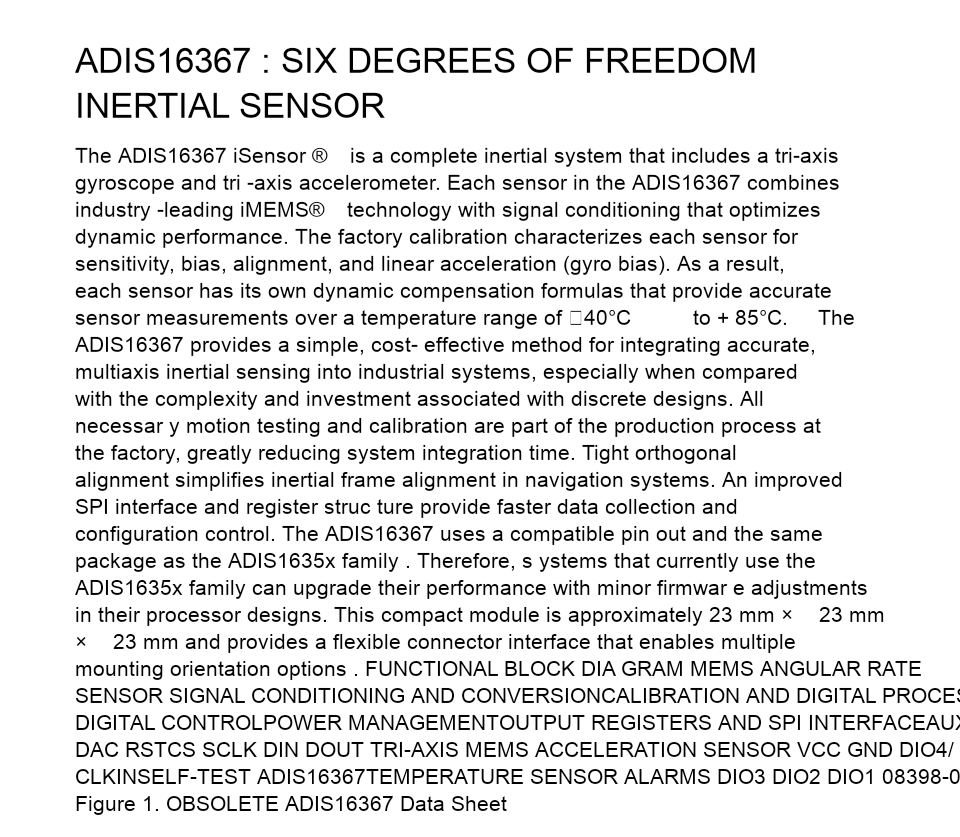 ADIS16367 : SIX DEGREES OF FREEDOM
INERTIAL SENSOR
The ADIS16367 iSensor ® is a complete inertial system that includes a tri-axis
gyroscope and tri -axis accelerometer. Each sensor in the ADIS16367 combines
industry -leading iMEMS® technology with signal conditioning that optimizes
dynamic performance. The factory calibration characterizes each sensor for
sensitivity, bias, alignment, and linear acceleration (gyro bias). As a result,
each sensor has its own dynamic compensation formulas that provide accurate
sensor measurements over a temperature range of □40°C to + 85°C. The
ADIS16367 provides a simple, cost- effective method for integrating accurate,
multiaxis inertial sensing into industrial systems, especially when compared
with the complexity and investment associated with discrete designs. All
necessar y motion testing and calibration are part of the production process at
the factory, greatly reducing system integration time. Tight orthogonal
alignment simplifies inertial frame alignment in navigation systems. An improved
SPI interface and register struc ture provide faster data collection and
configuration control. The ADIS16367 uses a compatible pin out and the same
package as the ADIS1635x family . Therefore, s ystems that currently use the
ADIS1635x family can upgrade their performance with minor firmwar e adjustments
in their processor designs. This compact module is approximately 23 mm × 23 mm
× 23 mm and provides a flexible connector interface that enables multiple
mounting orientation options . FUNCTIONAL BLOCK DIA GRAM MEMS ANGULAR RATE
SENSOR SIGNAL CONDITIONING AND CONVERSIONCALIBRATION AND DIGITAL PROCES
DIGITAL CONTROLPOWER MANAGEMENTOUTPUT REGISTERS AND SPI INTERFACEAUX
DAC RSTCS SCLK DIN DOUT TRI-AXIS MEMS ACCELERATION SENSOR VCC GND DIO4/
CLKINSELF-TEST ADIS16367TEMPERATURE SENSOR ALARMS DIO3 DIO2 DIO1 08398-0
Figure 1. OBSOLETE ADIS16367 Data Sheet